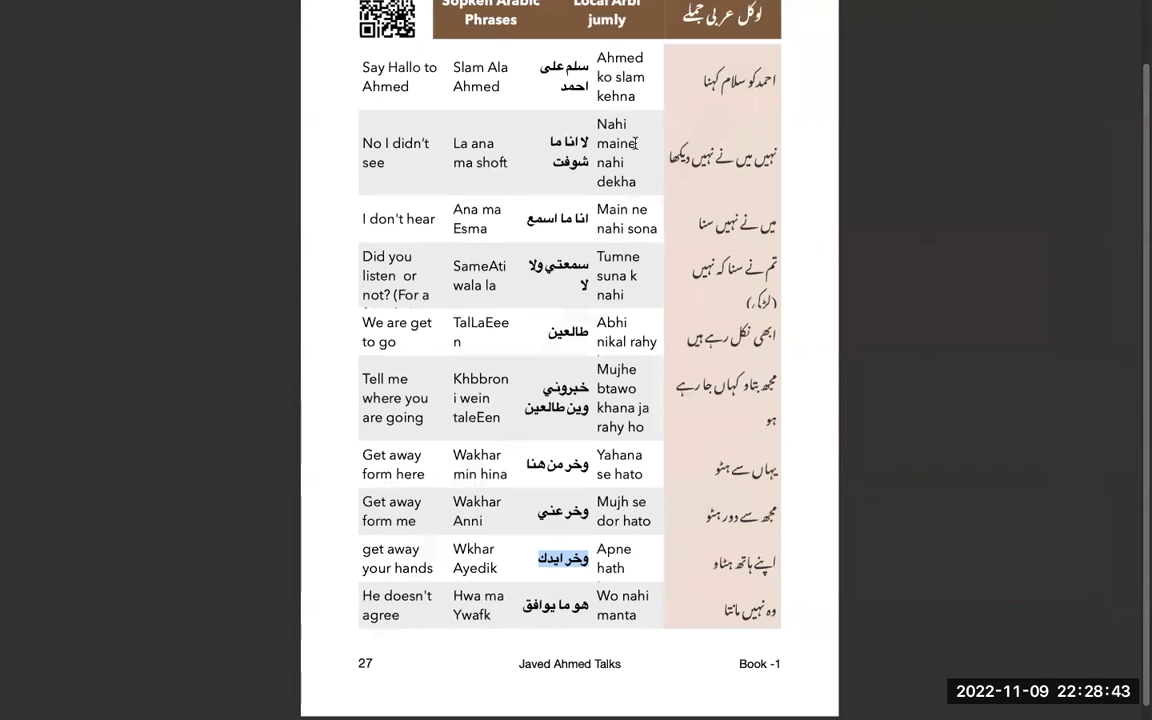 Sopken Arabic Local Arbi لوکل عربی جملے
Phrases jumly
Say Hallo to Slam Ala سلم على Ahmed احمد کو سلام کہنا
Ahmed Ahmed احمد ko slam
kehna
No I didn't La ana لا انا ما Nahi نہیں میں نے نہیں دیکھا
see ma shoft شوفت maine
nahi
dekha
I don't hear Ana ma انا ما اسمع Main ne میں نے نہیں سنا
Esma nahi sona
Did you SameAti سمعتي ولا Tumne تم نے سنا کہ نہیں
listen or wala la لا suna k
not? (For a nahi (لڑکی)
We are get TalLaEee طالعين Abhi ابھی نکل رہے ہیں
to go n nikal rahy
Tell me Khbbron خبروني Mujhe مجھ بتاو کہاں جا رہے
where you i wein وين طالعين btawo ہو
are going taleEen khana ja
rahy ho
Get away Wakhar وخر من هنا Yahana یہاں سے ہٹو
form here min hina se hato
Get away Wakhar وخر عني Mujh se مجھ سے دور ہٹو
form me Anni dor hato
get away Wkhar وخر ايدك Apne اپنے ہاتھ ہٹاو
your hands Ayedik hath
He doesn't Hwa ma هو ما يوافق Wo nahi وہ نہیں مانتا
agree Ywafk manta
27 Javed Ahmed Talks Book -1
2022-11-09 22:28:43